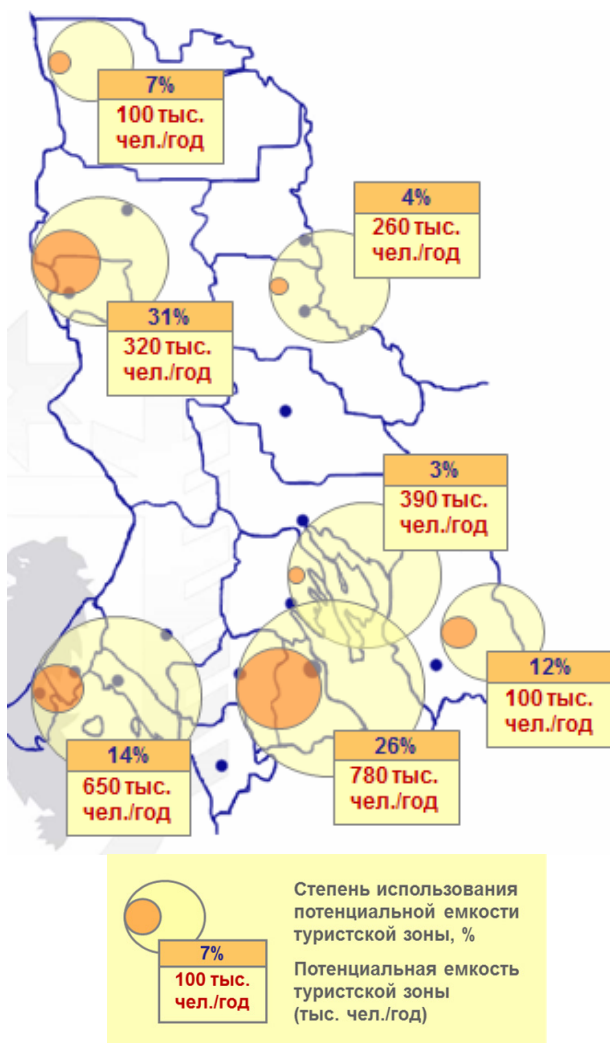 7%
100 тыс.
чел./год
4%
260 тыс.
чел./год
31%
320 тыс.
чел./год
3%
390 тыс.
чел./год
12%
100 тыс.
чел./год
14%
650 тыс.
чел./год
26%
780 тыс.
чел./год
Степень использования
потенциальной емкости
туристской зоны, %
7%
100 тыс.
чел./год
Потенциальная емкость
туристской зоны
(тыс. чел./год)